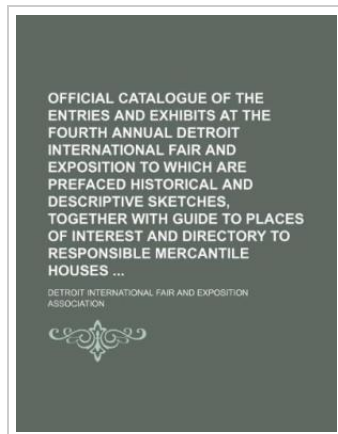 OFFICIAL CATALOGUE OF THE
ENTRIES AND EXHIBITS AT THE
FOURTH ANNUAL DETROIT
INTERNATIONAL FAIR AND
EXPOSITION TO WHICH ARE
PREFACED HISTORICAL AND
DESCRIPTIVE SKETCHES,
TOGETHER WITH GUIDE TO PLACES
OF INTEREST AND DIRECTORY TO
RESPONSIBLE MERCANTILE
HOUSES ...
DETROIT INTERNATIONAL FAIR AND EXPOSITION
ASSOCIATION